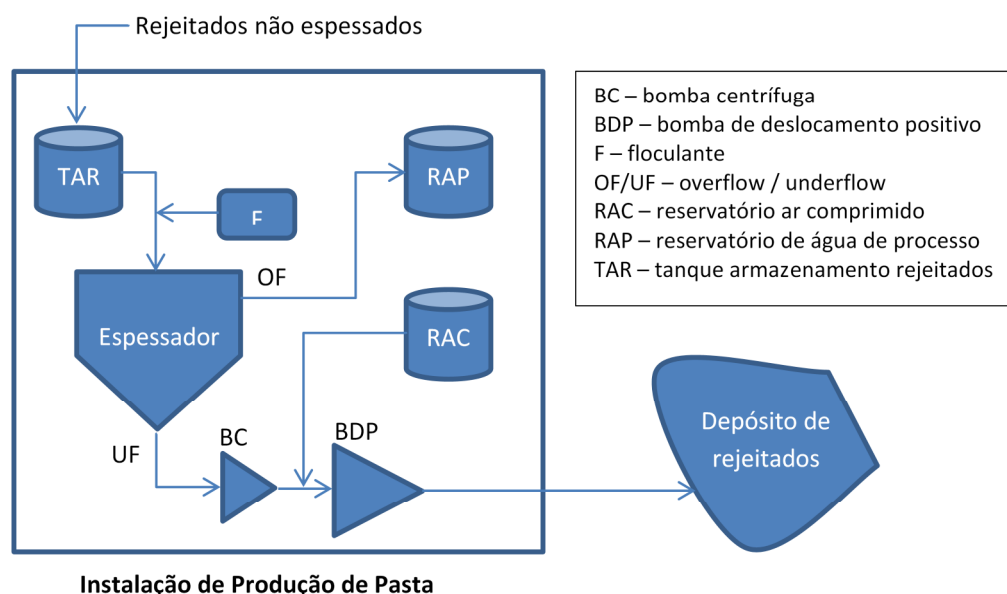 Rejeitados não espessados
TAR
RAP
F
OF
Espessador
RAC
UF
BC
BDP
Depósito de
rejeitados
Instalação de Produção de Pasta
BC – bomba centrífuga
BDP – bomba de deslocamento positivo
F – floculante
OF/UF – overflow / underflow
RAC – reservatório ar comprimido
RAP – reservatório de água de processo
TAR – tanque armazenamento rejeitados